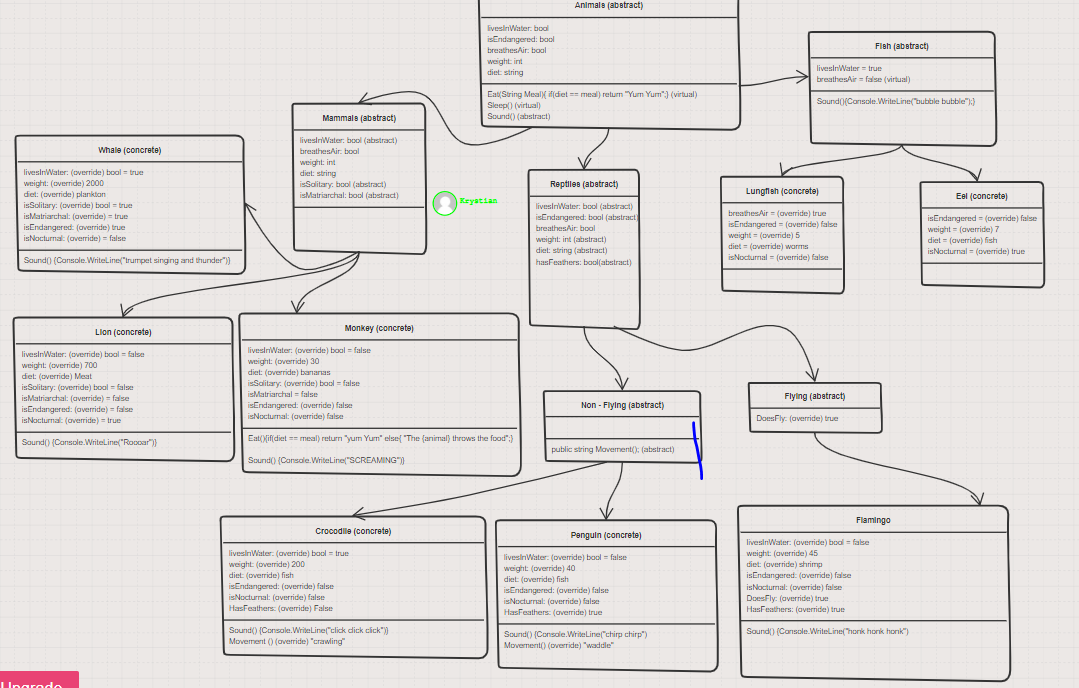 Animals (abstract)
livesInWater: bool
isEndangered: bool
breathesAir: bool
weight: int
diet: string
Eat(String Meal){ if(diet == meal) return "Yum Yum";} (virtual)
Sleep() (virtual)
Sound() (abstract)
Fish (abstract)
livesInWater = true
breathesAir = false (virtual)
Sound(){Console.WriteLine("bubble bubble");}
Mammals (abstract)
livesInWater: bool (abstract)
breathesAir: bool
weight: int
diet: string
isSolitary: bool (abstract)
isMatriarchal: bool (abstract)
Krystian
Whale (concrete)
livesInWater: (override) bool = true
weight: (override) 2000
diet: (override) plankton
isSolitary: (override) bool = true
isMatriarchal: (override) = true
isEndangered: (override) true
isNocturnal: (override) = false
Sound() {Console.WriteLine("trumpet singing and thunder")}
Reptiles (abstract)
livesInWater: bool (abstract)
isEndangered: bool (abstract)
breathesAir: bool
weight: int (abstract)
diet: string (abstract)
hasFeathers: bool(abstract)
Lungfish (concrete)
breathesAir = (override) true
isEndangered = (override) false
weight = (override) 5
diet = (override) worms
isNocturnal = (override) false
Eel (concrete)
isEndangered = (override) false
weight = (override) 7
diet = (override) fish
isNocturnal = (override) true
Lion (concrete)
livesInWater: (override) bool = false
weight: (override) 700
diet: (override) Meat
isSolitary: (override) bool = false
isMatriarchal: (override) = false
isEndangered: (override) = false
isNocturnal: (override) = true
Sound() {Console.WriteLine("Roooar")}
Monkey (concrete)
livesInWater: (override) bool = false
weight: (override) 30
diet: (override) bananas
isSolitary: (override) bool = false
isMatriarchal = false
isEndangered: (override) false
isNocturnal: (override) false
Eat(){if(diet == meal) return "yum Yum" else{ "The {animal} throws the food";}
Sound() {Console.WriteLine("SCREAMING")}
Non - Flying (abstract)
public string Movement(); (abstract)
Flying (abstract)
DoesFly: (override) true
Crocodile (concrete)
livesInWater: (override) bool = true
weight: (override) 200
diet: (override) fish
isEndangered: (override) false
isNocturnal: (override) false
HasFeathers: (override) False
Sound() {Console.WriteLine("click click click")}
Movement () (override) "crawling"
Penguin (concrete)
livesInWater: (override) bool = false
weight: (override) 40
diet: (override) fish
isEndangered: (override) false
isNocturnal: (override) false
HasFeathers: (override) true
Sound() {Console.WriteLine("chirp chirp")
Movement() (override) "waddle"
Flamingo
livesInWater: (override) bool = false
weight: (override) 45
diet: (override) shrimp
isEndangered: (override) false
isNocturnal: (override) false
DoesFly: (override) true
HasFeathers: (override) true
Sound() {Console.WriteLine("honk honk honk")
Upgrade